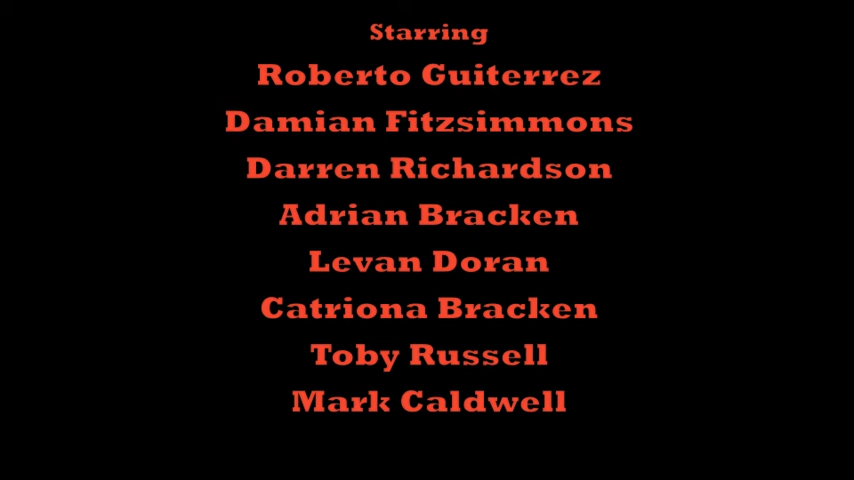 Starring
Roberto Guiterrez
Damian Fitzsimmons
Darren Richardson
Adrian Bracken
Levan Doran
Catriona Bracken
Toby Russell
Mark Caldwell